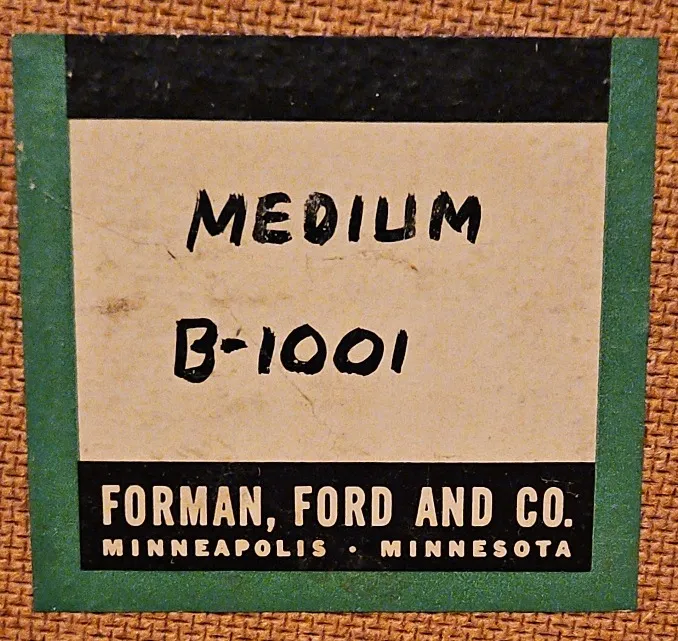 MEDIUM
B-1001
FORMAN, FORD AND CO.
MINNEAPOLIS · MINNESOTA